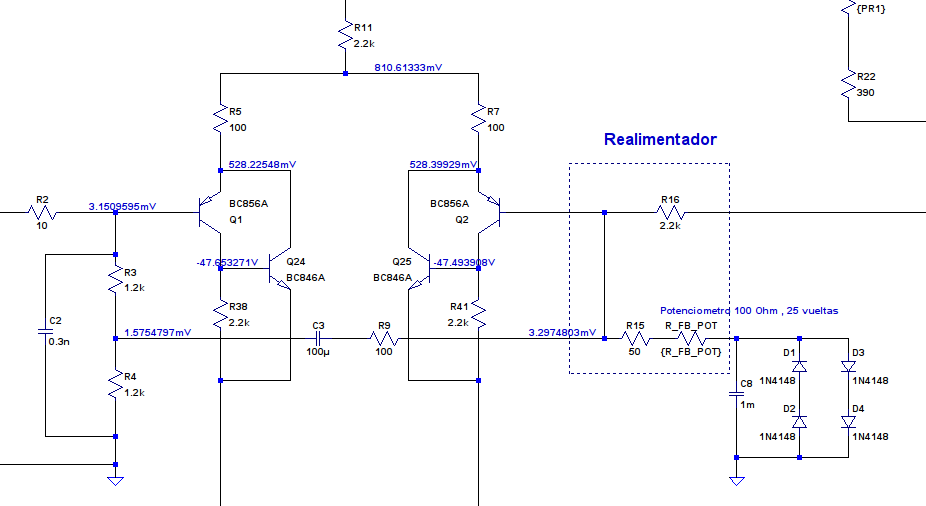 {PR1}
R11
2.2k
810.61333mV
R22
390
R5
100
R7
100
Realimentador
528.22548mV
528.39929mV
R2
10
3.1509595mV
BC856A
Q1
BC856A
Q2
R16
2.2k
-47.653271V
Q24
BC846A
Q25
BC846A
-47.493908V
R3
1.2k
R38
2.2k
R41
2.2k
Potenciometro 100 Ohm , 25 vueltas
C2
0.3n
1.5754797mV
C3
100µ
R9
100
3.2974803mV
R15
50
R_FB_POT
{R_FB_POT}
D1
1N4148
D3
1N4148
R4
1.2k
C8
1m
D2
1N4148
D4
1N4148